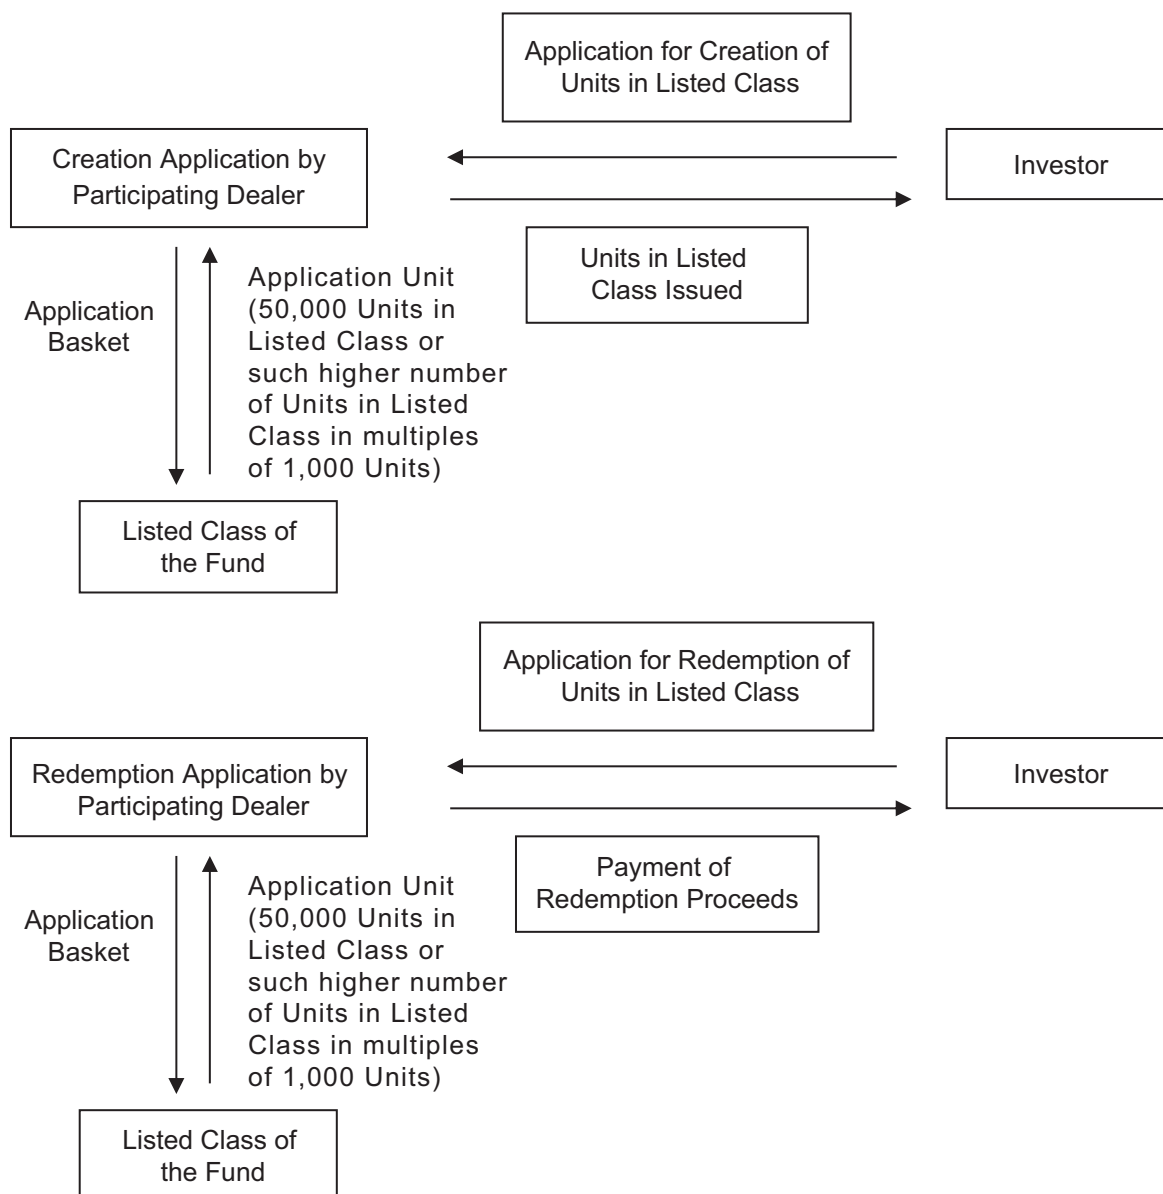 Application for Creation of
Units in Listed Class
Creation Application by
Participating Dealer
Investor
Units in Listed
Class Issued
Application
Basket
Application Unit
(50,000 Units in
Listed Class or
such higher number
of Units in Listed
Class in multiples
of 1,000 Units)
Listed Class of
the Fund
Application for Redemption of
Units in Listed Class
Redemption Application by
Participating Dealer
Investor
Payment of
Redemption Proceeds
Application
Basket
Application Unit
(50,000 Units in
Listed Class or
such higher number
of Units in Listed
Class in multiples
of 1,000 Units)
Listed Class of
the Fund